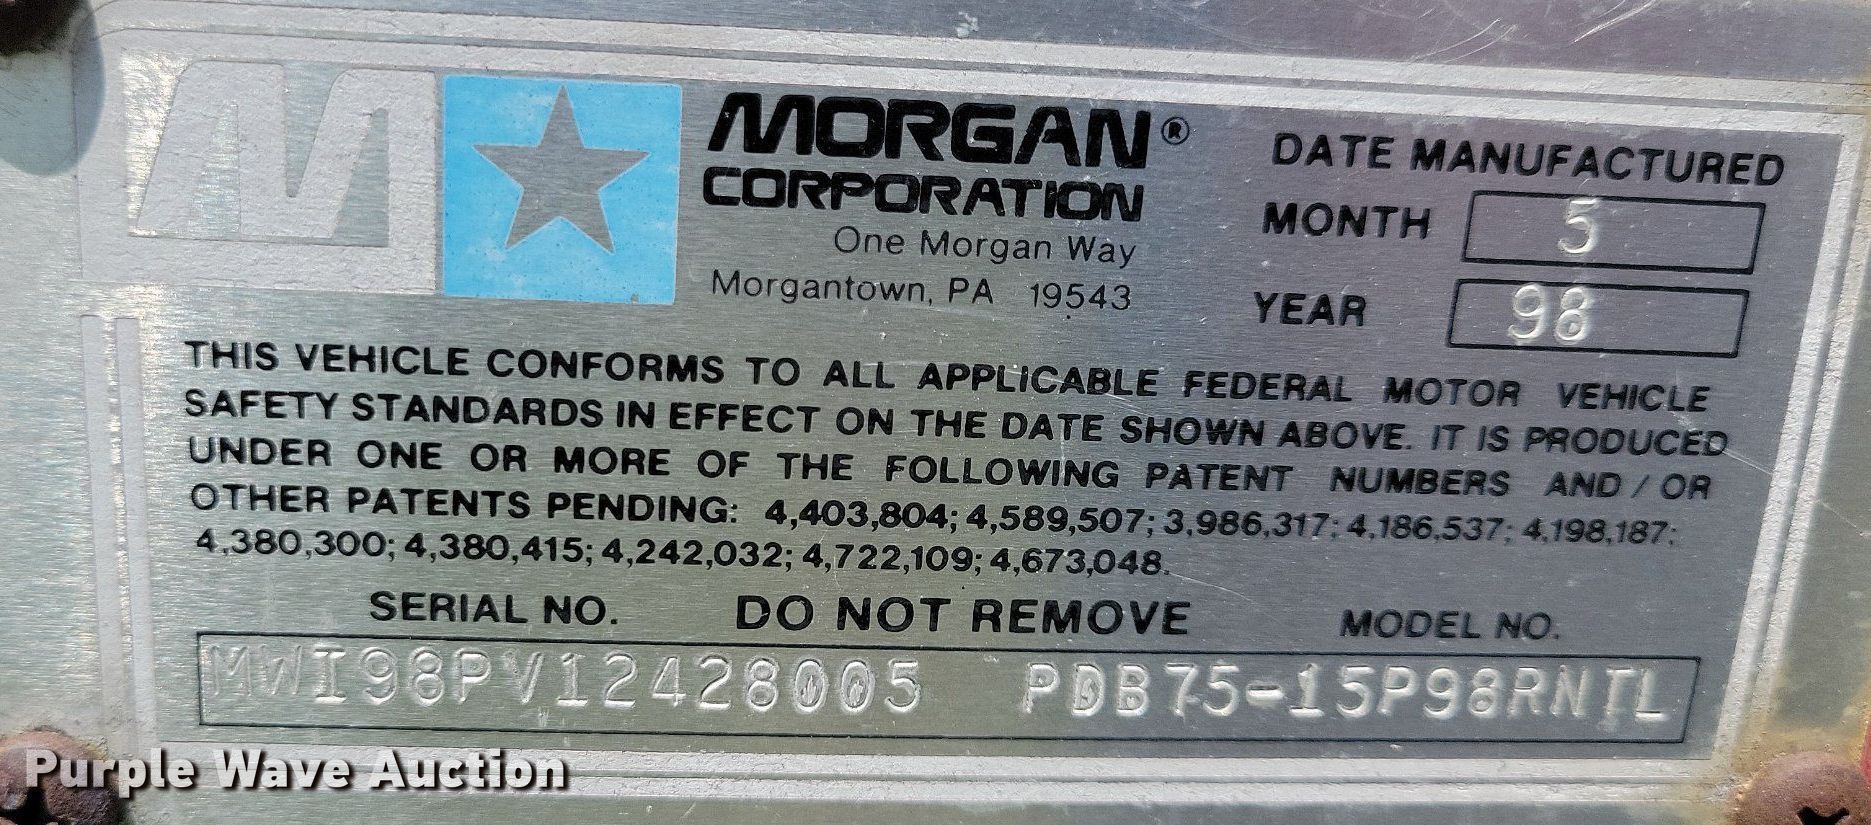 MORGAN®
CORPORATION
One Morgan Way
Morgantown, PA 19543
DATE MANUFACTURED
MONTH 5
YEAR 98
THIS VEHICLE CONFORMS TO ALL APPLICABLE FEDERAL MOTOR VEHICLE
SAFETY STANDARDS IN EFFECT ON THE DATE SHOWN ABOVE. IT IS PRODUCED
UNDER ONE OR MORE OF THE FOLLOWING PATENT NUMBERS AND / OR
OTHER PATENTS PENDING: 4,403,804; 4,589,507; 3,986,317; 4,186,537; 4,198,187;
4,380,300; 4,380,415; 4,242,032; 4,722,109; 4,673,048.
SERIAL NO. DO NOT REMOVE MODEL NO.
MWI98PV12428005 PDB75-15P98RNTL
Purple Wave Auction